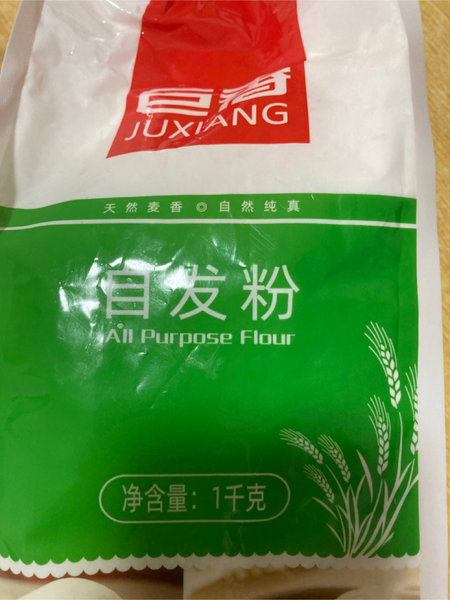 巨香
JUXIANG
天然麦香 ◎ 自然纯真
自发粉
All Purpose Flour
净含量：1千克